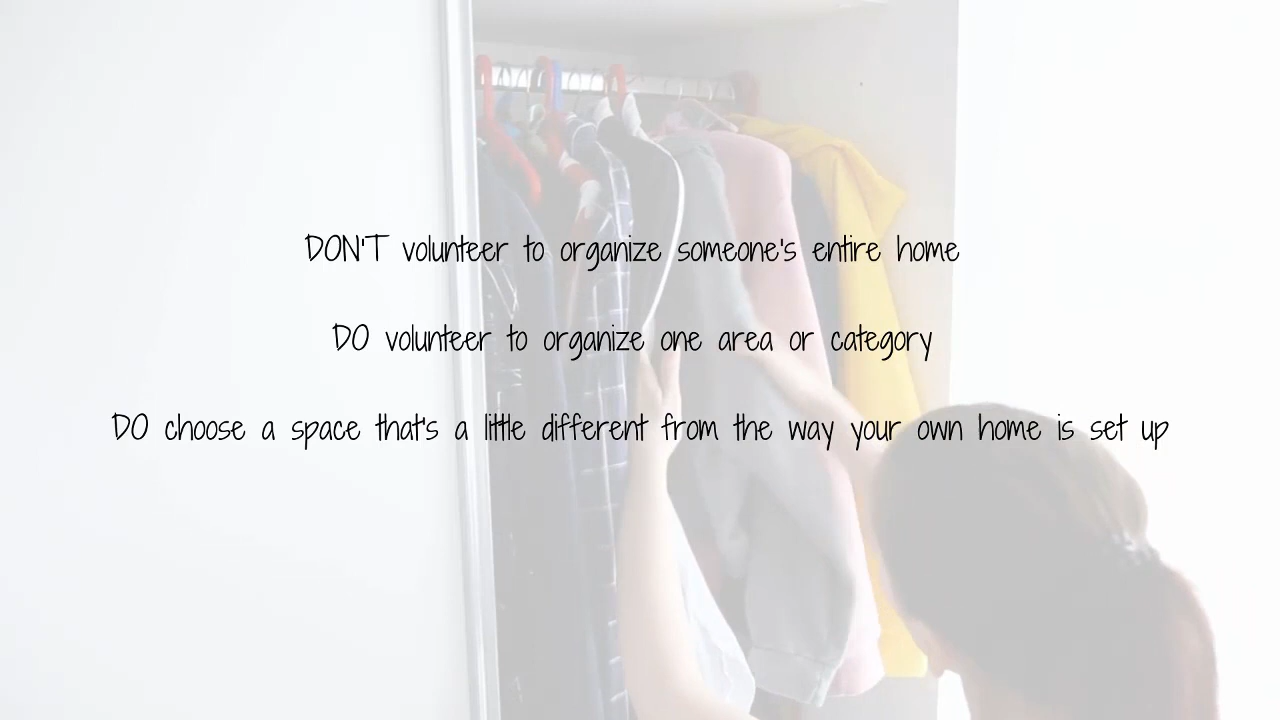 DON'T volunteer to organize someone's entire home
DO volunteer to organize one area or category
DO choose a space that's a little different from the way your own home is set up